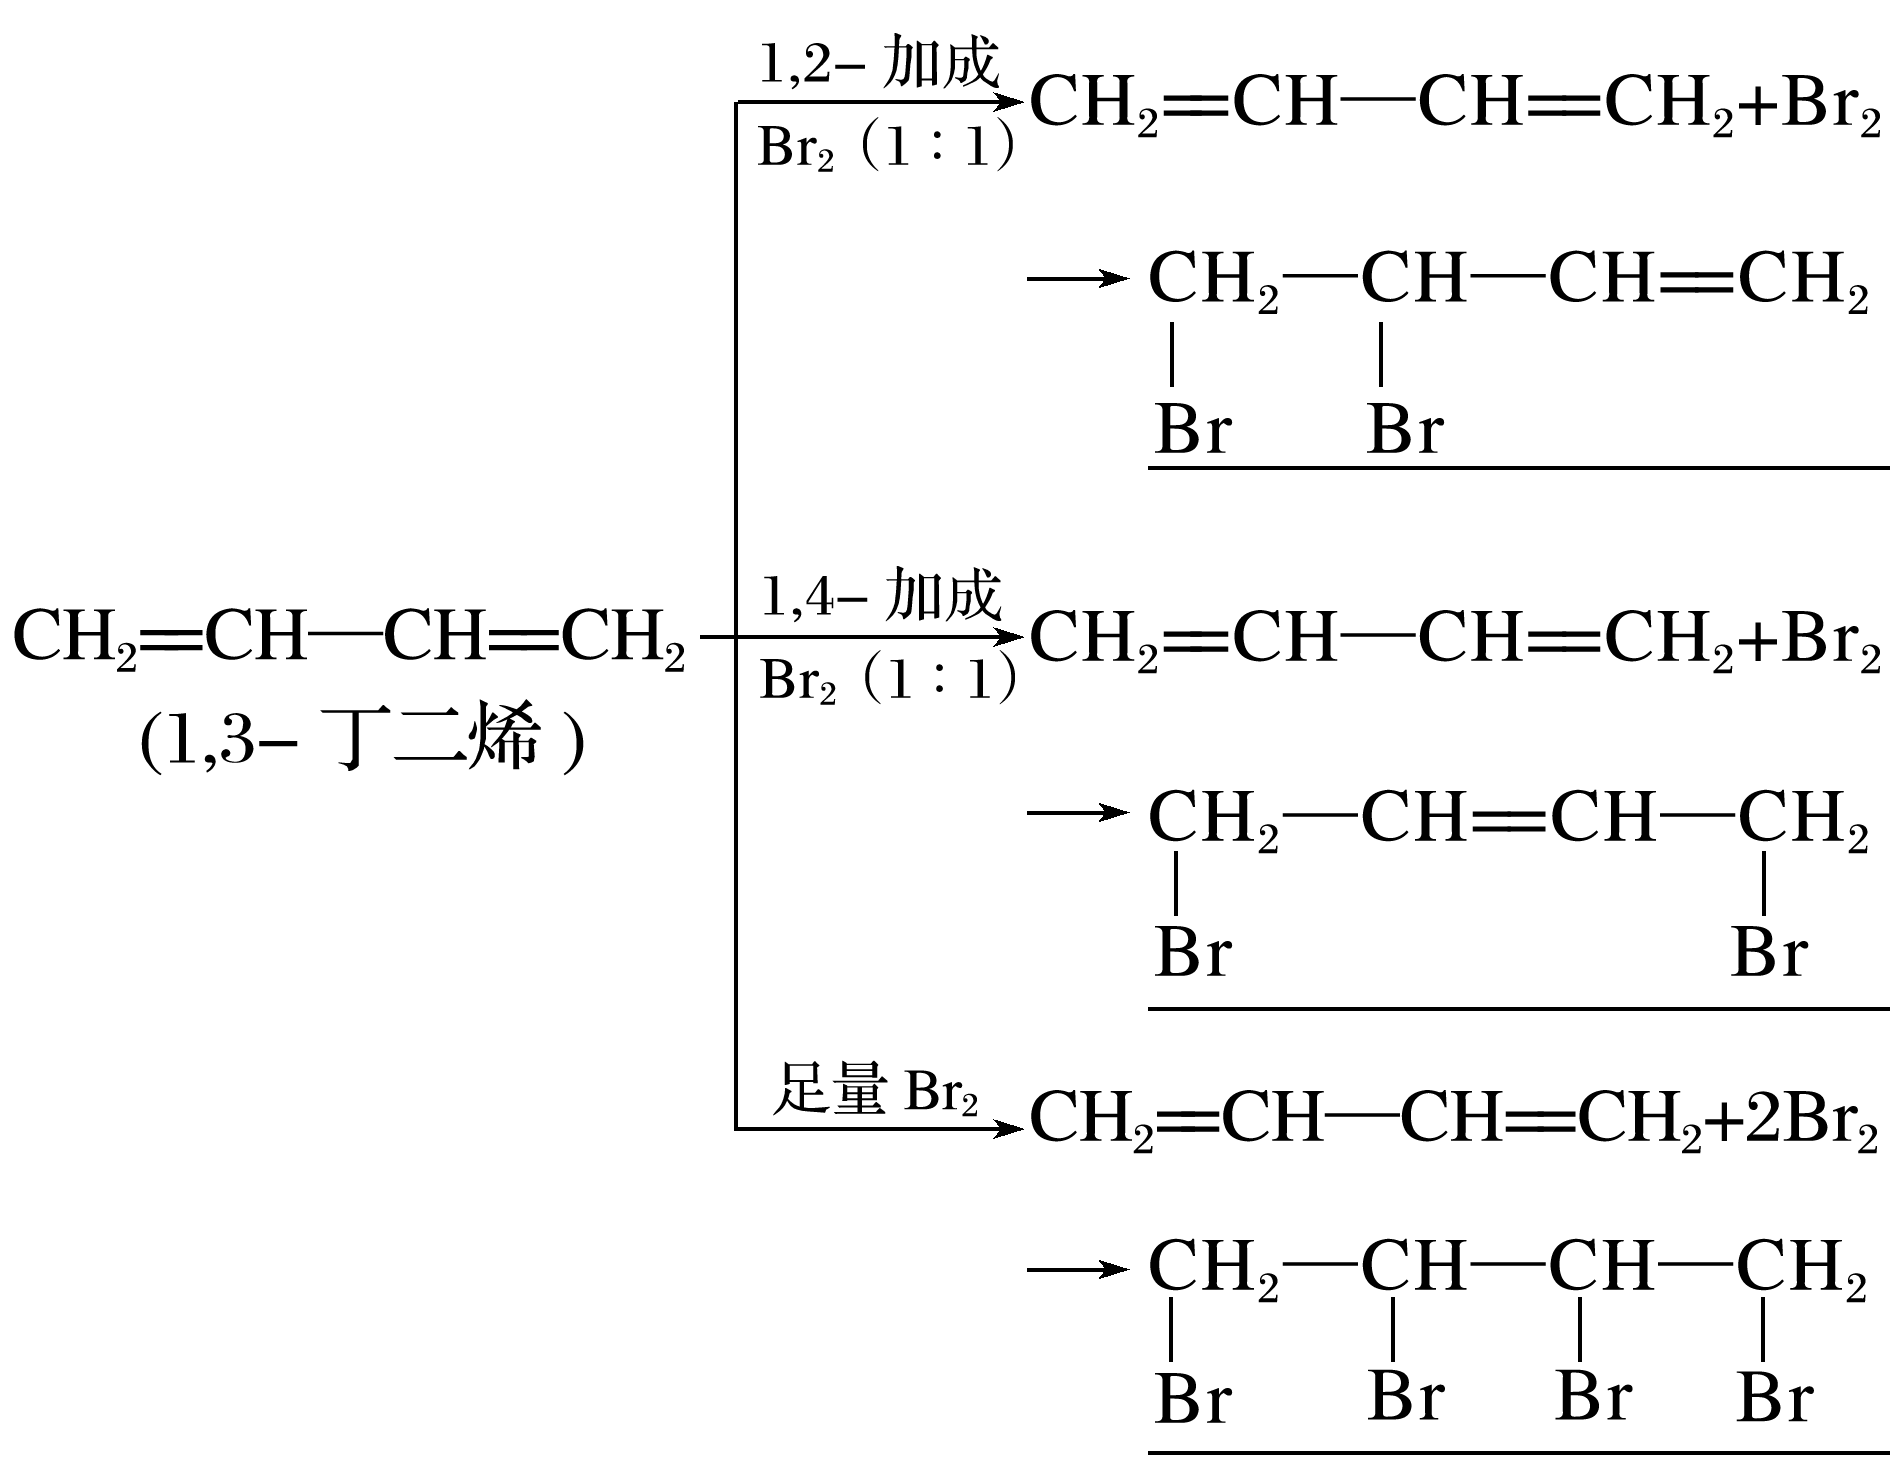 1,2– 加成
Br₂（1∶1）
CH₂=CH—CH=CH₂+Br₂
→CH₂—CH—CH=CH₂
Br Br
CH₂=CH—CH=CH₂
(1,3– 丁二烯 )
1,4– 加成
Br₂（1∶1）
CH₂=CH—CH=CH₂+Br₂
→CH₂—CH=CH—CH₂
Br Br
足量 Br₂
CH₂=CH—CH=CH₂+2Br₂
→CH₂—CH—CH—CH₂
Br Br Br Br